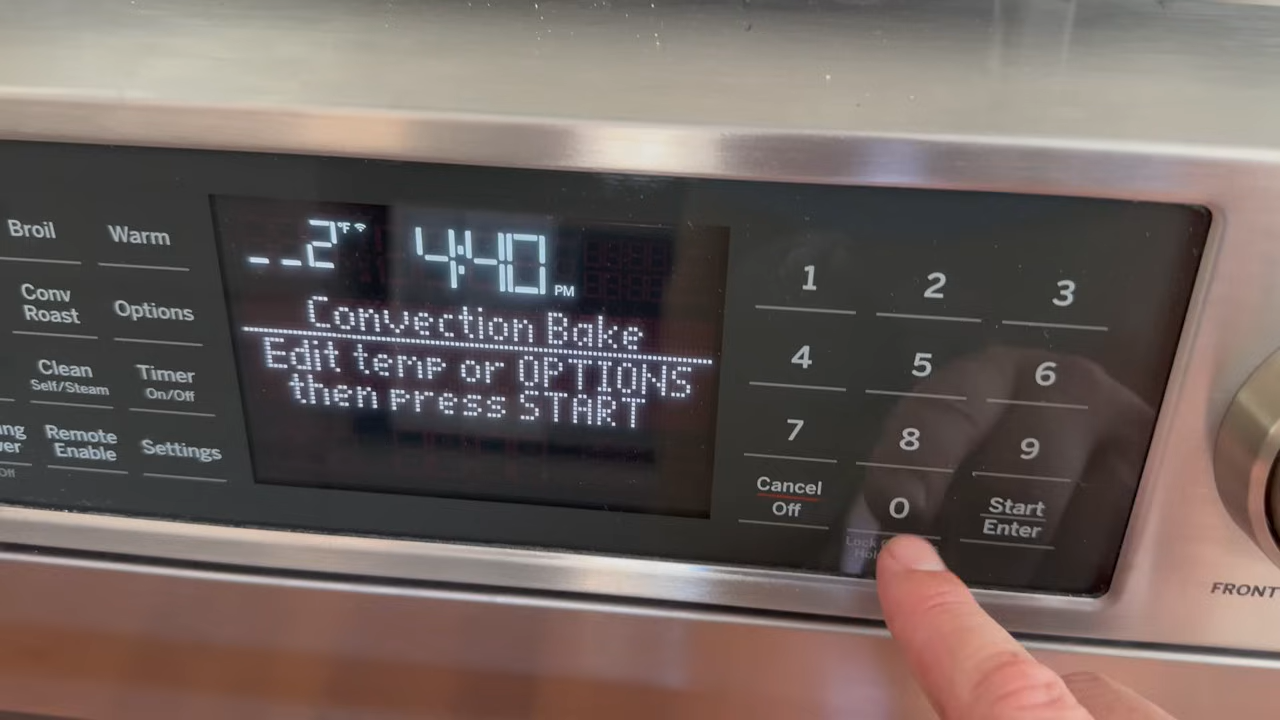 Broil
Warm
Conv
Roast
Options
Clean
Self/Steam
Timer
On/Off
Remote
Enable
Settings
__2°F 4:40 PM
Convection Bake
Edit temp or OPTIONS
then press START
1 2 3
4 5 6
7 8 9
Cancel
Off
0
Start
Enter
Lock
FRONT